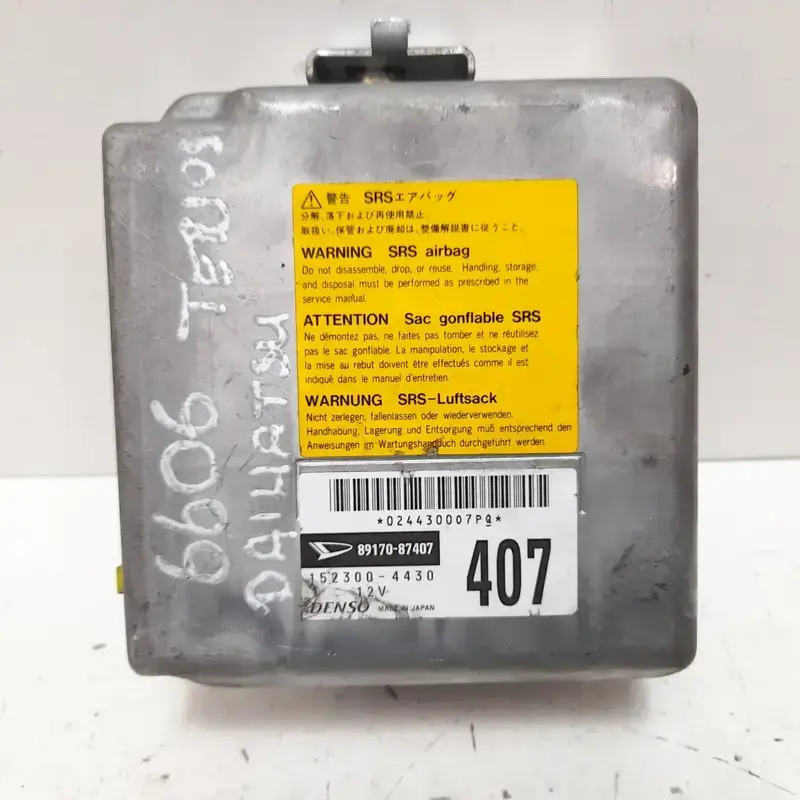 6606 TERIOS
DAIHATSU
警告 SRSエアバッグ
分解、落下および再使用禁止。
取扱い、保管および廃却は、整備解説書に従うこと。
WARNING SRS airbag
Do not disassemble, drop, or reuse. Handling, storage,
and disposal must be performed as prescribed in the
service manual.
ATTENTION Sac gonflable SRS
Ne démontez pas, ne faites pas tomber et ne réutilisez
pas le sac gonflable. La manipulation, le stockage et
la mise au rebut doivent être effectués comme il est
indiqué dans le manuel d'entretien.
WARNUNG SRS-Luftsack
Nicht zerlegen, fallenlassen oder wiederverwenden.
Handhabung, Lagerung und Entsorgung muß entsprechend den
Anweisungen im Wartungshandbuch durchgeführt werden.
*024430007PQ*
89170-87407
152300-4430
12V
407
DENSO MADE IN JAPAN